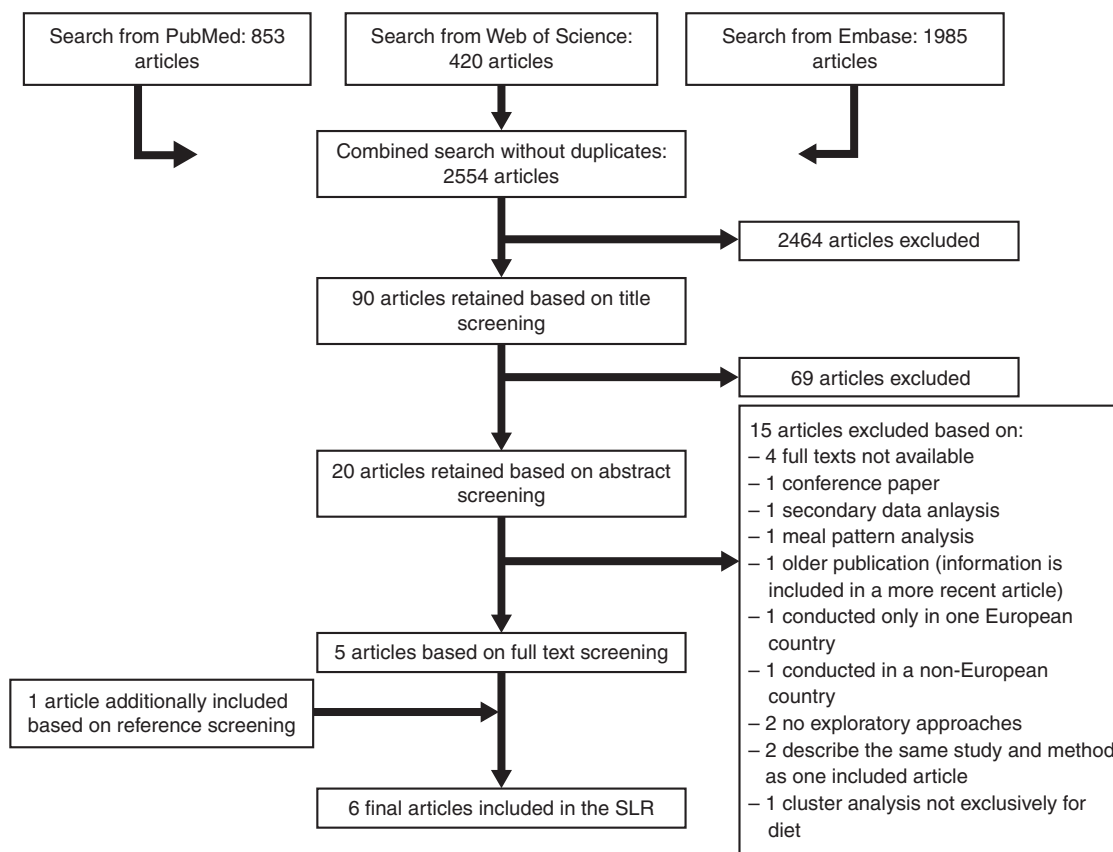 Search from PubMed: 853
articles
Search from Web of Science:
420 articles
Search from Embase: 1985
articles
Combined search without duplicates:
2554 articles
2464 articles excluded
90 articles retained based on title
screening
69 articles excluded
20 articles retained based on abstract
screening
15 articles excluded based on:
– 4 full texts not available
– 1 conference paper
– 1 secondary data anlaysis
– 1 meal pattern analysis
– 1 older publication (information is
included in a more recent article)
– 1 conducted only in one European
country
– 1 conducted in a non-European
country
– 2 no exploratory approaches
– 2 describe the same study and method
as one included article
– 1 cluster analysis not exclusively for
diet
5 articles based on full text screening
1 article additionally included
based on reference screening
6 final articles included in the SLR